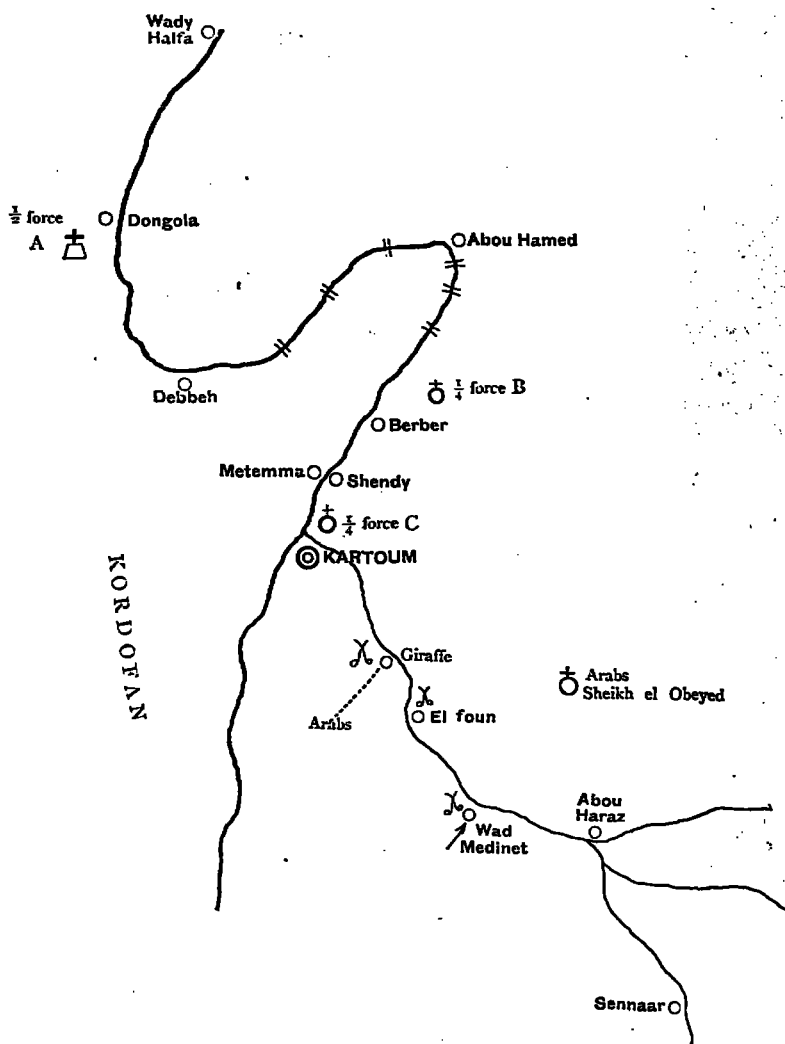 Wady
Halfa
½ force
A
Dongola
Abou Hamed
Debbeh
¼ force B
Berber
Metemma
Shendy
¼ force C
KARTOUM
KORDOFAN
Giraffe
Arabs
Arabs
Sheikh el Obeyed
El foun
Abou
Haraz
Wad
Medinet
Sennaar